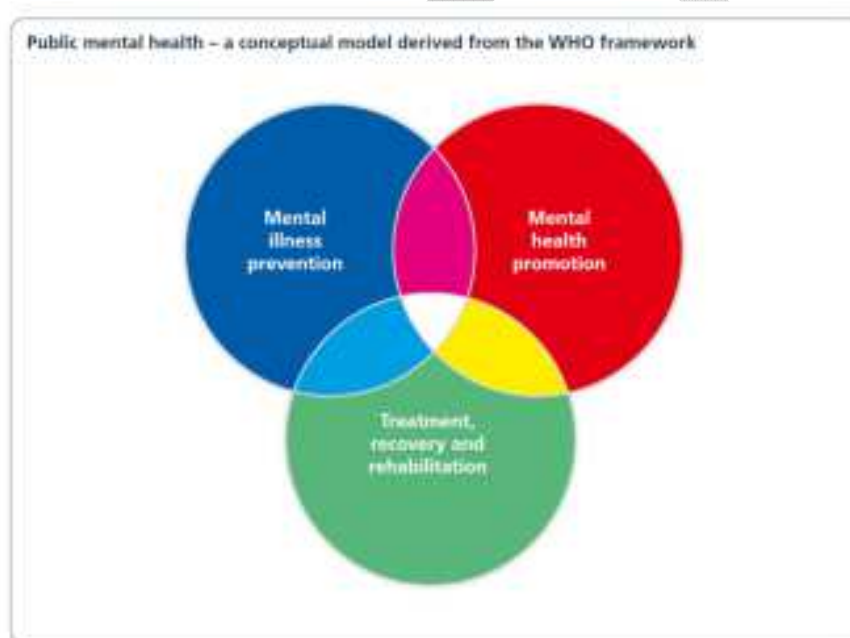 Public mental health – a conceptual model derived from the WHO framework
Mental
illness
prevention
Mental
health
promotion
Treatment,
recovery and
rehabilitation